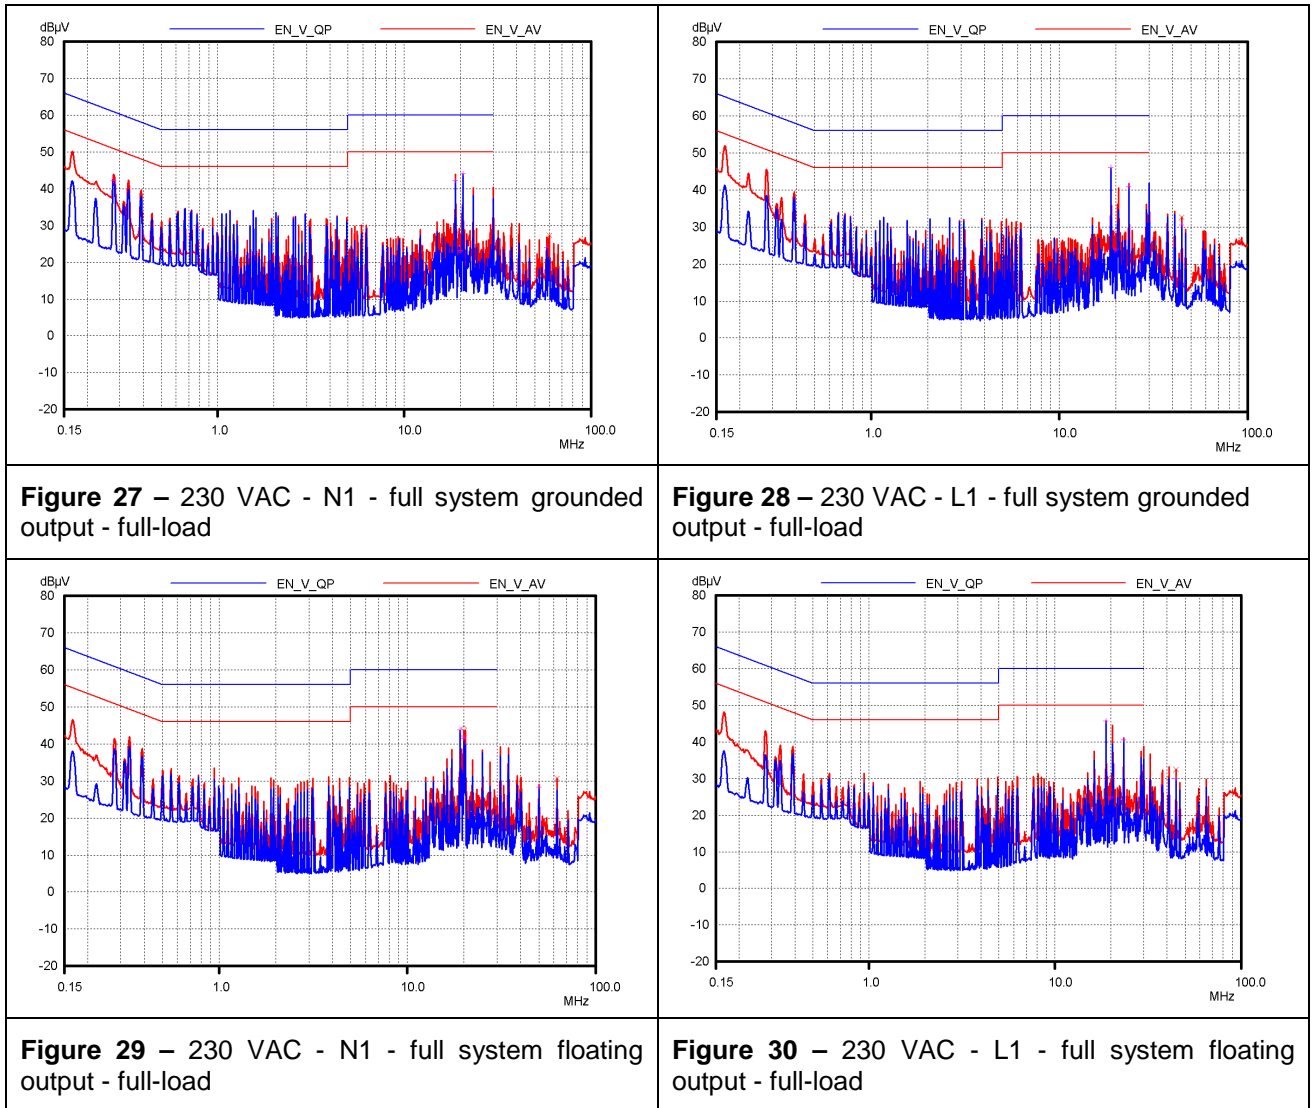 dBµV
EN_V_QP
EN_V_AV
80
70
60
50
40
30
20
10
0
-10
-20
0.15
1.0
10.0
100.0
MHz
dBµV
EN_V_QP
EN_V_AV
80
70
60
50
40
30
20
10
0
-10
-20
0.15
1.0
10.0
100.0
MHz
Figure 27 – 230 VAC - N1 - full system grounded
output - full-load
Figure 28 – 230 VAC - L1 - full system grounded
output - full-load
dBµV
EN_V_QP
EN_V_AV
80
70
60
50
40
30
20
10
0
-10
-20
0.15
1.0
10.0
100.0
MHz
dBµV
EN_V_QP
EN_V_AV
80
70
60
50
40
30
20
10
0
-10
-20
0.15
1.0
10.0
100.0
MHz
Figure 29 – 230 VAC - N1 - full system floating
output - full-load
Figure 30 – 230 VAC - L1 - full system floating
output - full-load